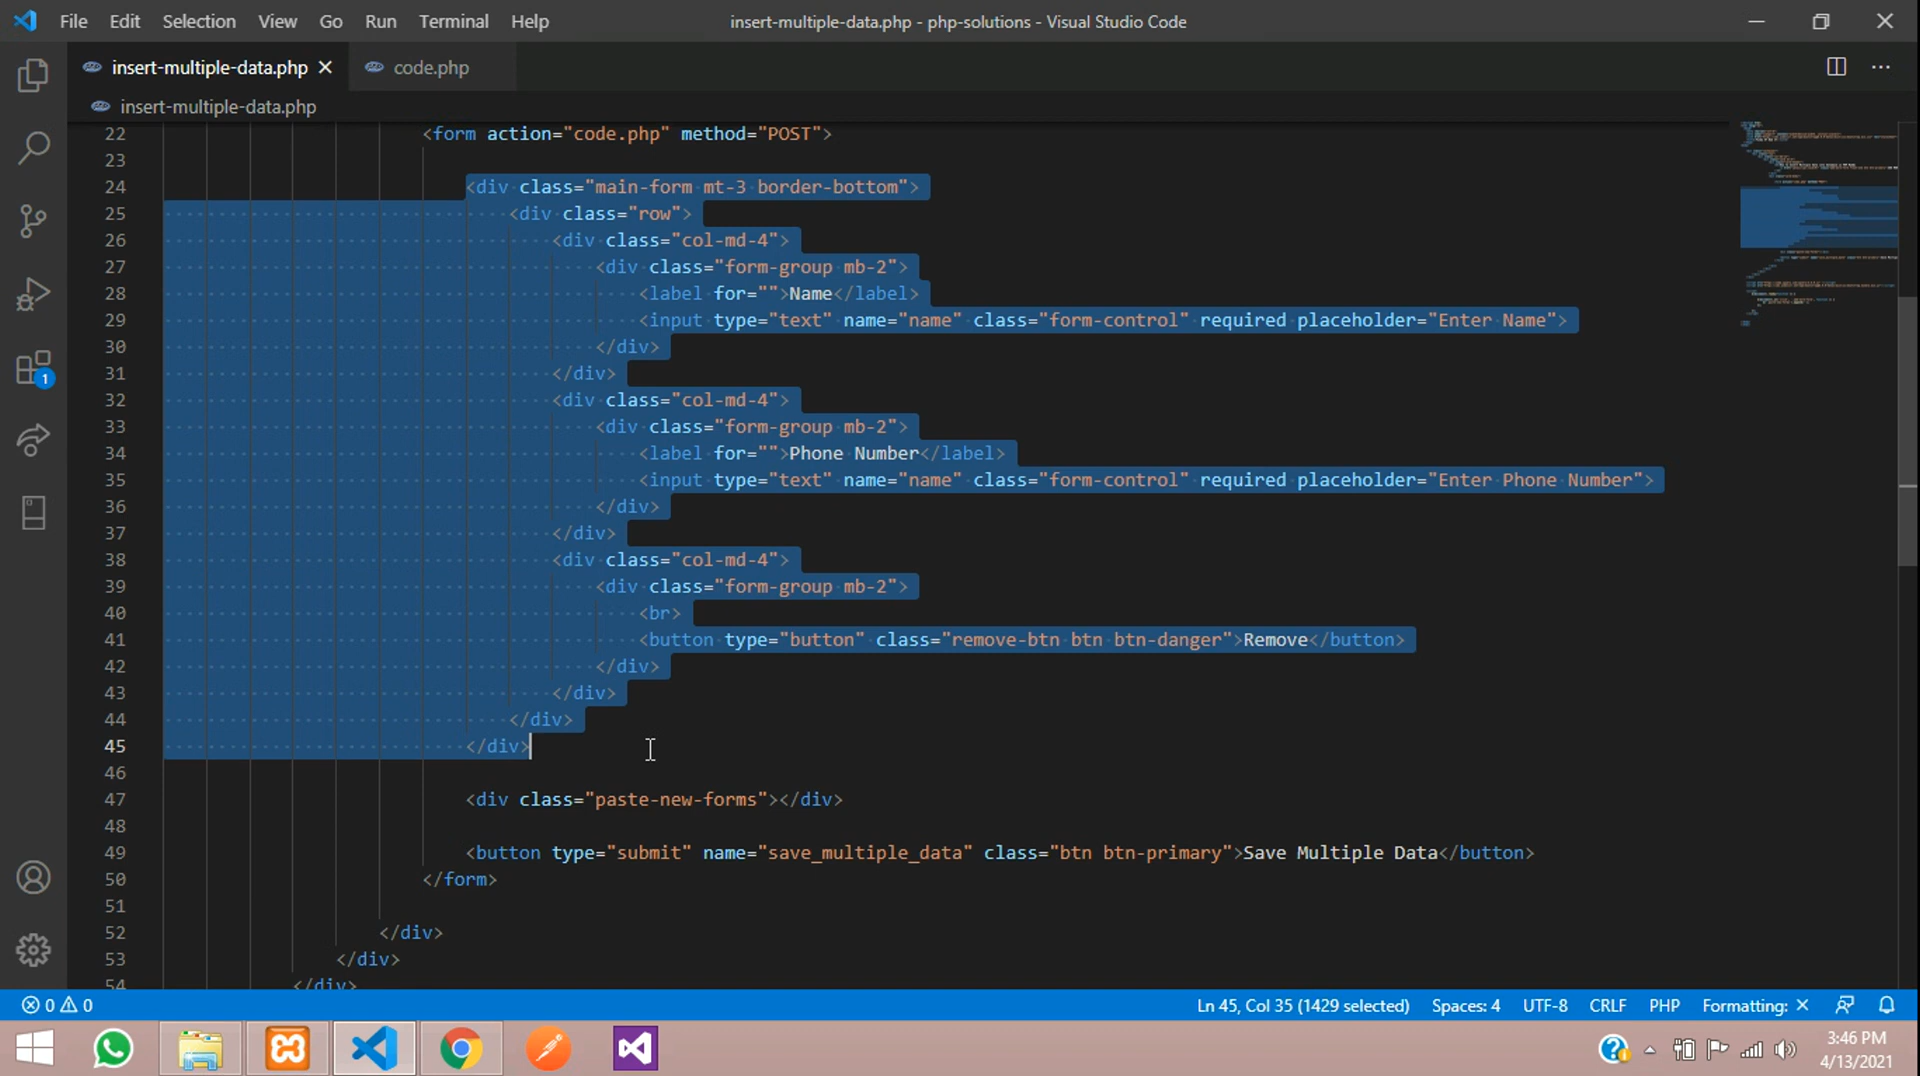 File Edit Selection View Go Run Terminal Help
insert-multiple-data.php - php-solutions - Visual Studio Code
insert-multiple-data.php code.php
insert-multiple-data.php
22 <form action="code.php" method="POST">
23
24 <div class="main-form mt-3 border-bottom">
25 <div class="row">
26 <div class="col-md-4">
27 <div class="form-group mb-2">
28 <label for="">Name</label>
29 <input type="text" name="name" class="form-control" required placeholder="Enter Name">
30 </div>
31 </div>
32 <div class="col-md-4">
33 <div class="form-group mb-2">
34 <label for="">Phone Number</label>
35 <input type="text" name="name" class="form-control" required placeholder="Enter Phone Number">
36 </div>
37 </div>
38 <div class="col-md-4">
39 <div class="form-group mb-2">
40 <br>
41 <button type="button" class="remove-btn btn btn-danger">Remove</button>
42 </div>
43 </div>
44 </div>
45 </div>
46
47 <div class="paste-new-forms"></div>
48
49 <button type="submit" name="save_multiple_data" class="btn btn-primary">Save Multiple Data</button>
50 </form>
51
52 </div>
53 </div>
54 </div>
1
0 0 Ln 45, Col 35 (1429 selected) Spaces: 4 UTF-8 CRLF PHP Formatting: ×
3:46 PM
4/13/2021